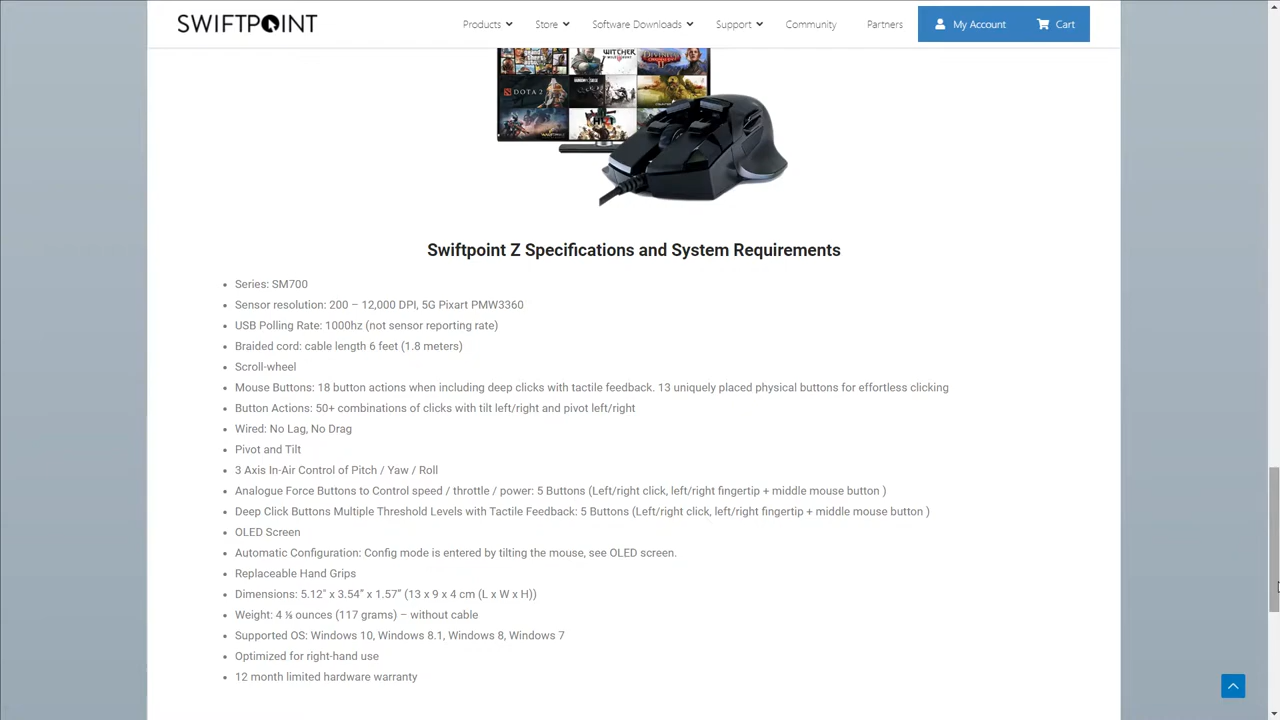 SWIFTPOINT
Products
Store
Software Downloads
Support
Community
Partners
My Account
Cart
WITCHER
DOTA 2
Swiftpoint Z Specifications and System Requirements
• Series: SM700
• Sensor resolution: 200 – 12,000 DPI, 5G Pixart PMW3360
• USB Polling Rate: 1000hz (not sensor reporting rate)
• Braided cord: cable length 6 feet (1.8 meters)
• Scroll-wheel
• Mouse Buttons: 18 button actions when including deep clicks with tactile feedback. 13 uniquely placed physical buttons for effortless clicking
• Button Actions: 50+ combinations of clicks with tilt left/right and pivot left/right
• Wired: No Lag, No Drag
• Pivot and Tilt
• 3 Axis In-Air Control of Pitch / Yaw / Roll
• Analogue Force Buttons to Control speed / throttle / power: 5 Buttons (Left/right click, left/right fingertip + middle mouse button )
• Deep Click Buttons Multiple Threshold Levels with Tactile Feedback: 5 Buttons (Left/right click, left/right fingertip + middle mouse button )
• OLED Screen
• Automatic Configuration: Config mode is entered by tilting the mouse, see OLED screen.
• Replaceable Hand Grips
• Dimensions: 5.12" x 3.54” x 1.57” (13 x 9 x 4 cm (L x W x H))
• Weight: 4 ⅛ ounces (117 grams) – without cable
• Supported OS: Windows 10, Windows 8.1, Windows 8, Windows 7
• Optimized for right-hand use
• 12 month limited hardware warranty